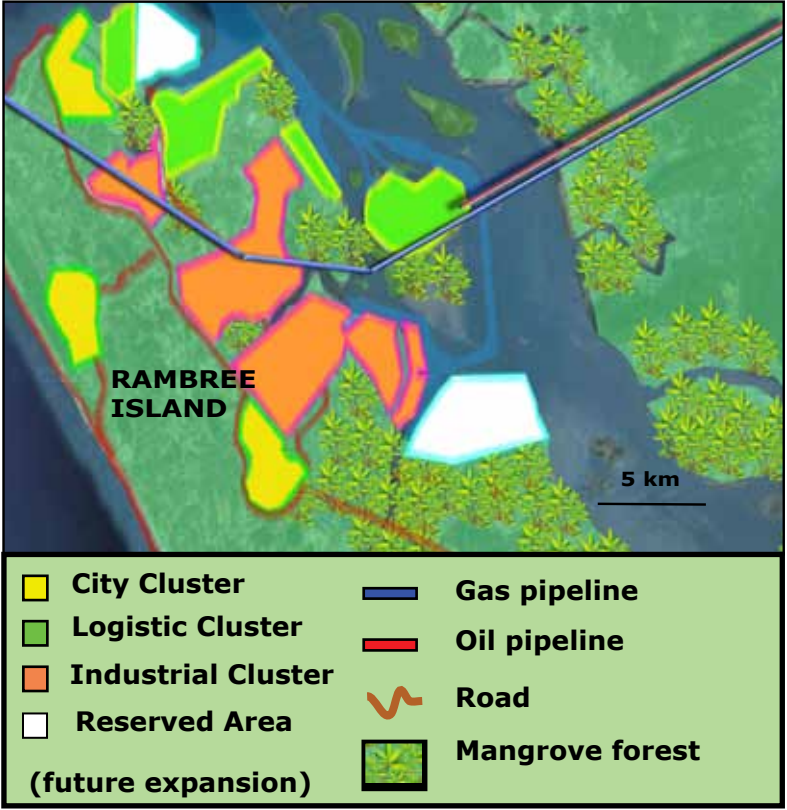 RAMBREE
ISLAND
5 km
City Cluster
Logistic Cluster
Industrial Cluster
Reserved Area
(future expansion)
Gas pipeline
Oil pipeline
Road
Mangrove forest